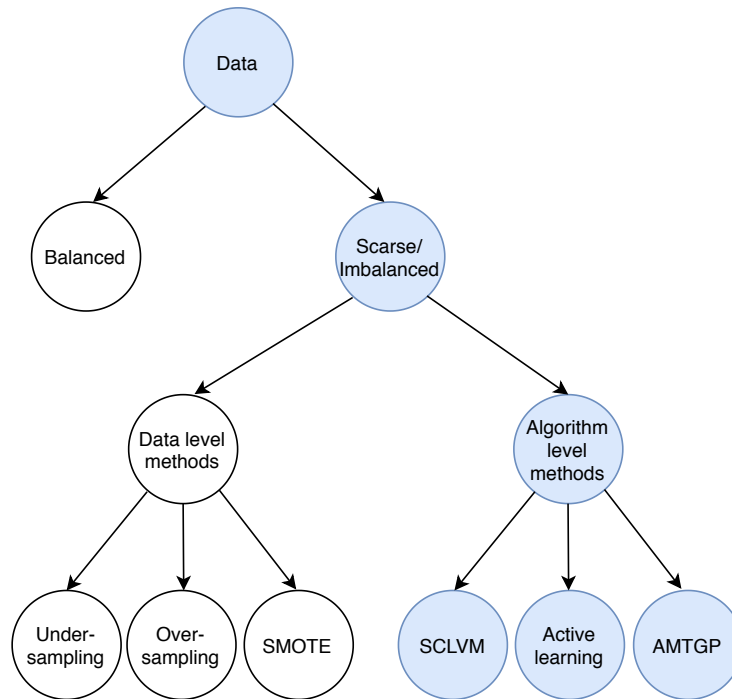 Data
Balanced
Scarse/
Imbalanced
Data level
methods
Algorithm
level
methods
Under-
sampling
Over-
sampling
SMOTE
SCLVM
Active
learning
AMTGP